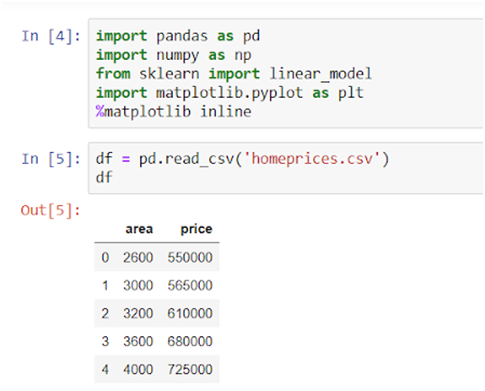 In [4]: import pandas as pd
import numpy as np
from sklearn import linear_model
import matplotlib.pyplot as plt
%matplotlib inline
In [5]: df = pd.read_csv('homeprices.csv')
df
Out[5]:
area price
0 2600 550000
1 3000 565000
2 3200 610000
3 3600 680000
4 4000 725000